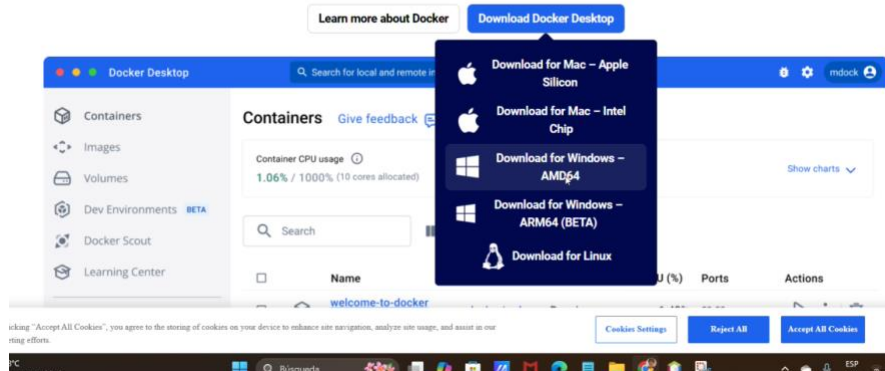 Learn more about Docker
Download Docker Desktop
Docker Desktop
Search for local and remote
mdock
Download for Mac – Apple
Silicon
Download for Mac – Intel
Chip
Download for Windows –
AMD64
Download for Windows –
ARM64 (BETA)
Download for Linux
Containers
Images
Volumes
Dev Environments BETA
Docker Scout
Learning Center
Containers Give feedback
Container CPU usage
1.06% / 1000% (10 cores allocated)
Show charts
Search
Name
(%)
Ports
Actions
welcome-to-docker
icking "Accept All Cookies", you agree to the storing of cookies on your device to enhance site navigation, analyze site usage, and assist in our
eting efforts.
Cookies Settings
Reject All
Accept All Cookies
°C
Búsqueda
ESP